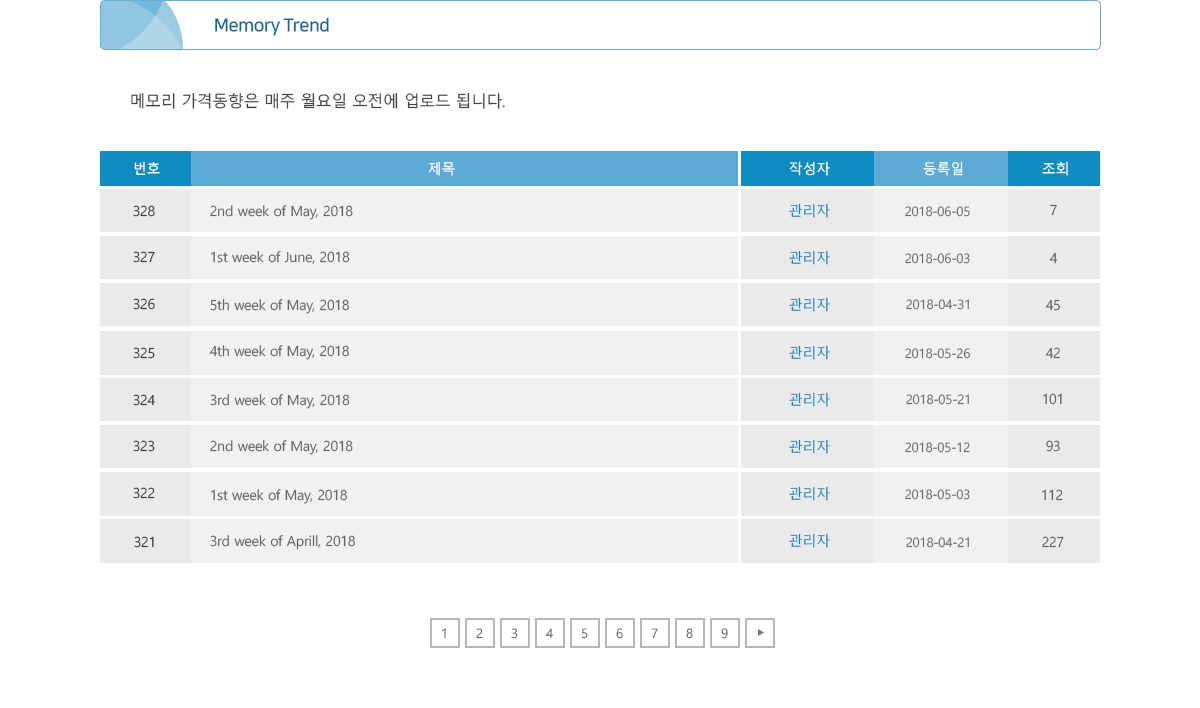 Memory Trend
메모리 가격동향은 매주 월요일 오전에 업로드 됩니다.
번호 제목 작성자 등록일 조회
328 2nd week of May, 2018 관리자 2018-06-05 7
327 1st week of June, 2018 관리자 2018-06-03 4
326 5th week of May, 2018 관리자 2018-04-31 45
325 4th week of May, 2018 관리자 2018-05-26 42
324 3rd week of May, 2018 관리자 2018-05-21 101
323 2nd week of May, 2018 관리자 2018-05-12 93
322 1st week of May, 2018 관리자 2018-05-03 112
321 3rd week of Aprill, 2018 관리자 2018-04-21 227
1 2 3 4 5 6 7 8 9